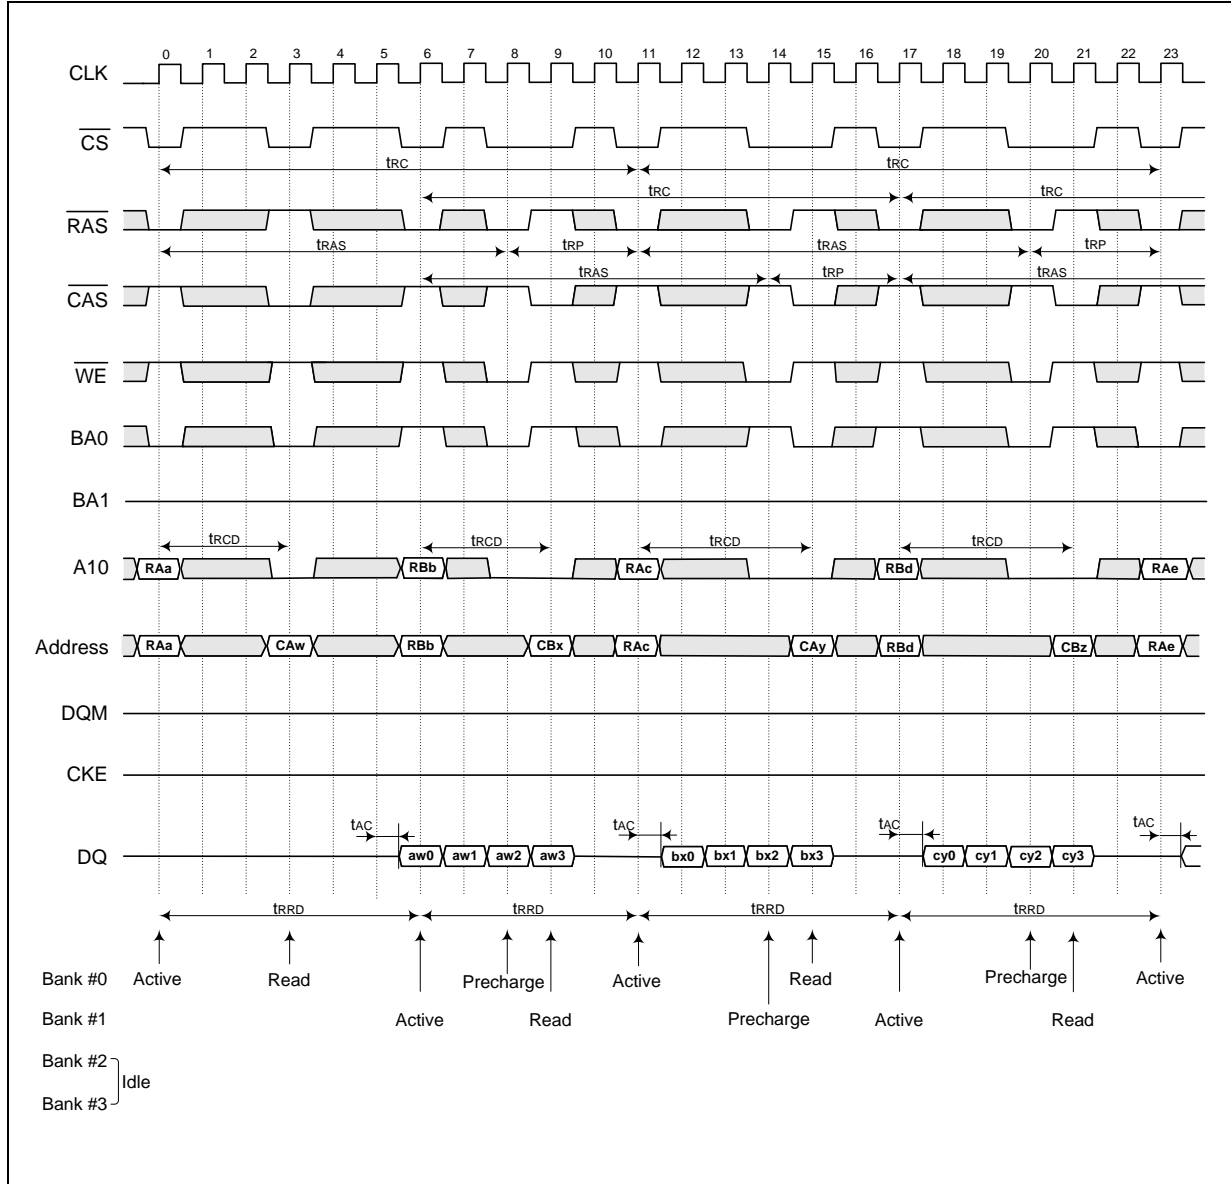 0 1 2 3 4 5 6 7 8 9 10 11 12 13 14 15 16 17 18 19 20 21 22 23
CLK
CS
tRC tRC
tRC tRC
RAS
tRAS tRP tRAS tRP
tRAS tRP tRAS
CAS
WE
BA0
BA1
tRCD tRCD tRCD tRCD
A10 RAa RBb RAc RBd RAe
Address RAa CAw RBb CBx RAc CAy RBd CBz RAe
DQM
CKE
tAC tAC tAC tAC
DQ aw0 aw1 aw2 aw3 bx0 bx1 bx2 bx3 cy0 cy1 cy2 cy3
tRRD tRRD tRRD tRRD
Bank #0 Active Read Precharge Active Read Precharge Active
Bank #1 Active Read Precharge Active Read
Bank #2
Idle
Bank #3